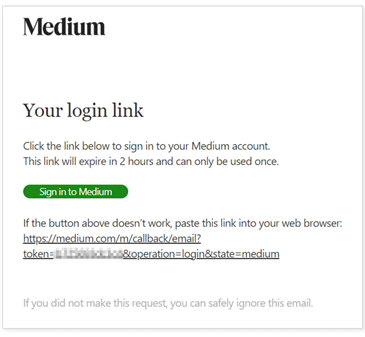 Medium
Your login link
Click the link below to sign in to your Medium account.
This link will expire in 2 hours and can only be used once.
Sign in to Medium
If the button above doesn't work, paste this link into your web browser:
https://medium.com/m/callback/email?
token=&operation=login&state=medium
If you did not make this request, you can safely ignore this email.